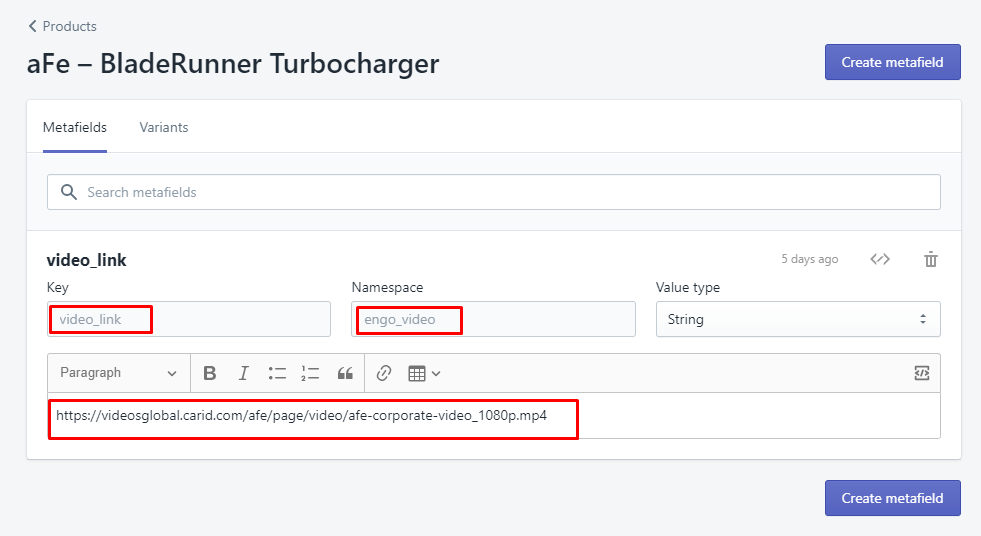 Products
aFe – BladeRunner Turbocharger
Create metafield
Metafields Variants
Search metafields
video_link 5 days ago
Key Namespace Value type
video_link engo_video String
Paragraph B I
https://videosglobal.carid.com/afe/page/video/afe-corporate-video_1080p.mp4
Create metafield